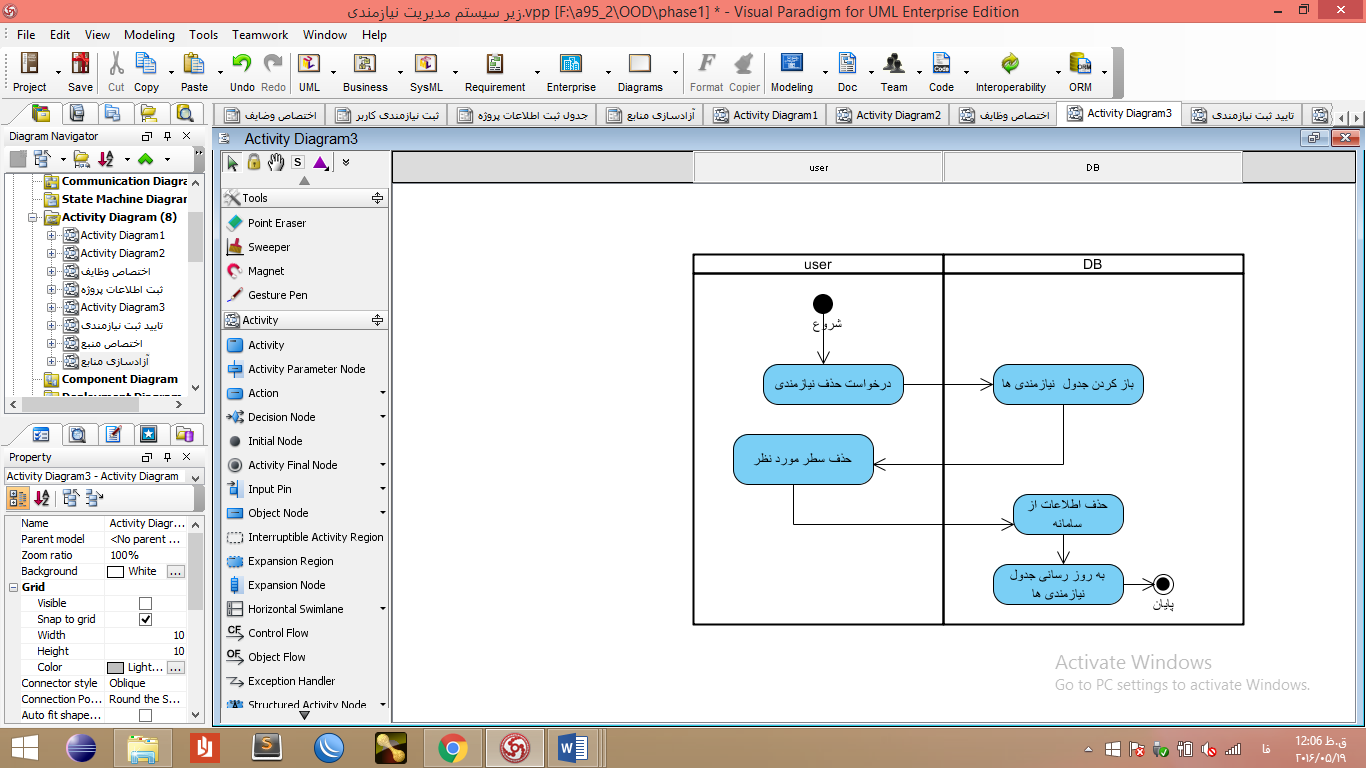 زیر سیستم مدیریت نیازمندی.vpp [F:\a95_2\OOD\phase1] * - Visual Paradigm for UML Enterprise Edition
File Edit View Modeling Tools Teamwork Window Help
Project Save Cut Copy Paste Undo Redo UML Business SysML Requirement Enterprise Diagrams Format Copier Modeling Doc Team Code Interoperability ORM
اختصاص وضایف
ثبت نیازمندی کاربر
جدول ثبت اطلاعات پروژه
آزادسازی منابع
Activity Diagram1
Activity Diagram2
اختصاص وظایف
Activity Diagram3
تایید ثبت نیازمندی
Diagram Navigator
Communication Diagra
State Machine Diagrar
Activity Diagram (8)
Activity Diagram1
Activity Diagram2
اختصاص وظایف
ثبت اطلاعات پروژه
Activity Diagram3
تایید ثبت نیازمندی
اختصاص منبع
آزادسازی منابع
Component Diagram
Property
Activity Diagram3 - Activity Diagram
Name Activity Diagr...
Parent model <No parent ...
Zoom ratio 100%
Background White ...
Grid
Visible
Snap to grid
Width 10
Height 10
Color Light... ...
Connector style Oblique
Connection Po... Round the S...
Auto fit shape...
Activity Diagram3
S
Tools
Point Eraser
Sweeper
Magnet
Gesture Pen
Activity
Activity
Activity Parameter Node
Action
Decision Node
Initial Node
Activity Final Node
Input Pin
Object Node
Interruptible Activity Region
Expansion Region
Expansion Node
Horizontal Swimlane
CF Control Flow
OF Object Flow
Exception Handler
Structured Activity Node
user DB
user DB
شروع
درخواست حذف نیازمندی
باز کردن جدول نیازمندی ها
حذف سطر مورد نظر
حذف اطلاعات از
سامانه
به روز رسانی جدول
نیازمندی ها
پایان
Activate Windows
Go to PC settings to activate Windows.
فا
12:06 ق.ظ
۲۰۱۶/۰۵/۱۹